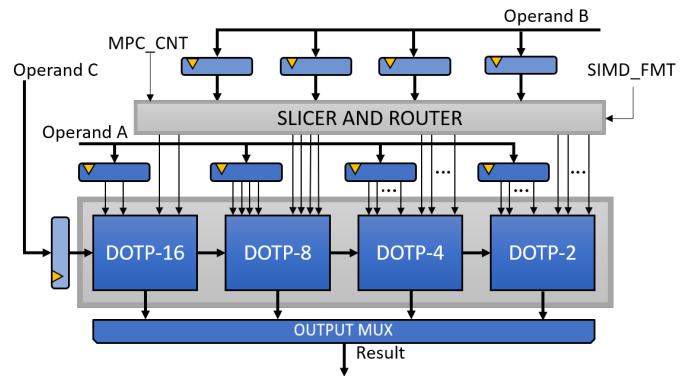 Operand B
MPC_CNT
Operand C
SIMD_FMT
SLICER AND ROUTER
Operand A
...
...
...
...
DOTP-16
DOTP-8
DOTP-4
DOTP-2
OUTPUT MUX
Result